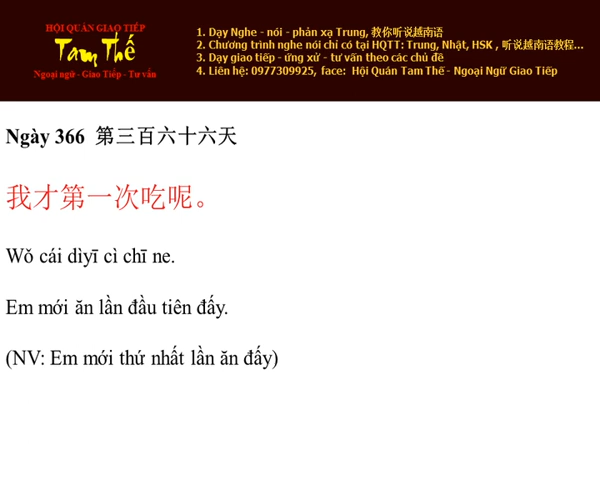 HỘI QUÁN GIAO TIẾP
Tam Thế
Ngoại ngữ - Giao Tiếp - Tư vấn
1. Dạy Nghe - nói - phản xạ Trung, 教你听说越南语
2. Chương trình nghe nói chỉ có tại HQTT: Trung, Nhật, HSK , 听说越南语教程...
3. Dạy giao tiếp - ứng xử - tư vấn theo các chủ đề
4. Liên hệ: 0977309925, face: Hội Quán Tam Thế - Ngoại Ngữ Giao Tiếp
Ngày 366 第三百六十六天
我才第一次吃呢。
Wǒ cái dìyī cì chī ne.
Em mới ăn lần đầu tiên đấy.
(NV: Em mới thứ nhất lần ăn đấy)